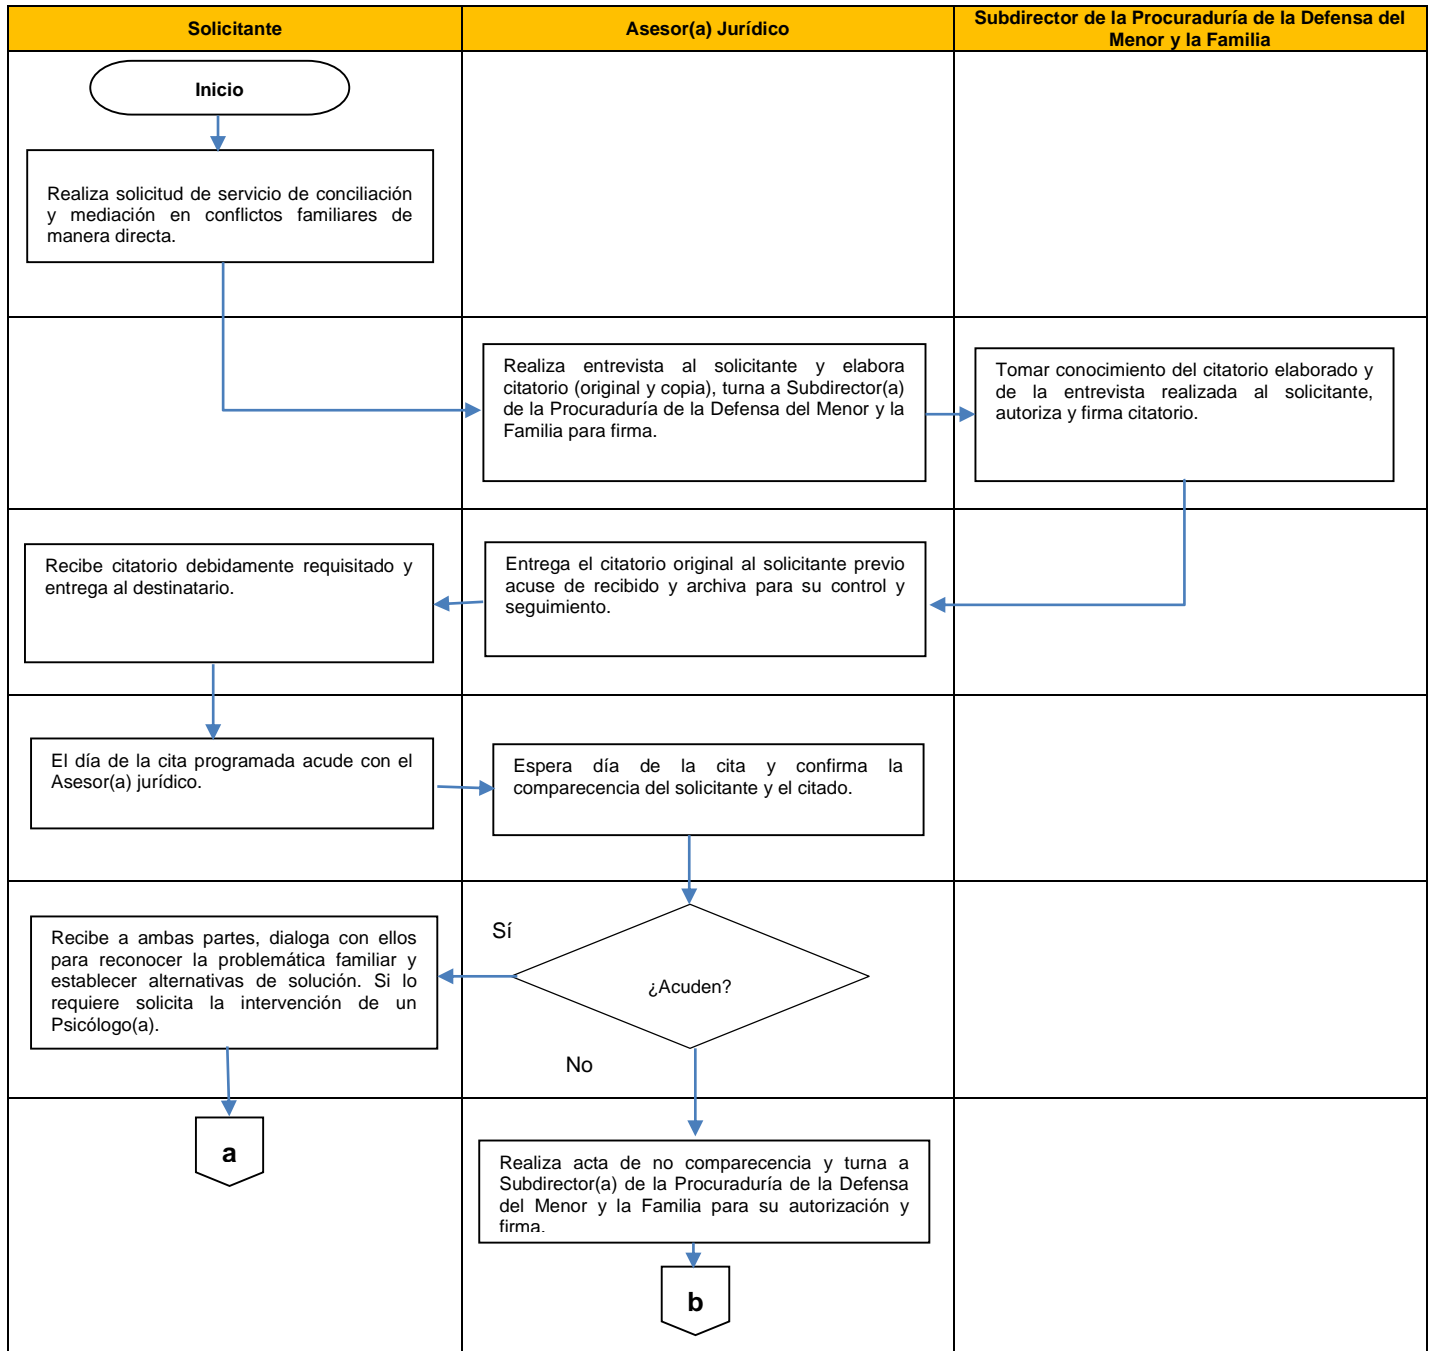 Solicitante
Asesor(a) Jurídico
Subdirector de la Procuraduría de la Defensa del
Menor y la Familia
Inicio
Realiza solicitud de servicio de conciliación
y mediación en conflictos familiares de
manera directa.
Realiza entrevista al solicitante y elabora
citatorio (original y copia), turna a Subdirector(a)
de la Procuraduría de la Defensa del Menor y la
Familia para firma.
Tomar conocimiento del citatorio elaborado y
de la entrevista realizada al solicitante,
autoriza y firma citatorio.
Recibe citatorio debidamente requisitado y
entrega al destinatario.
Entrega el citatorio original al solicitante previo
acuse de recibido y archiva para su control y
seguimiento.
El día de la cita programada acude con el
Asesor(a) jurídico.
Espera día de la cita y confirma la
comparecencia del solicitante y el citado.
Recibe a ambas partes, dialoga con ellos
para reconocer la problemática familiar y
establecer alternativas de solución. Si lo
requiere solicita la intervención de un
Psicólogo(a).
Sí
¿Acuden?
No
a
Realiza acta de no comparecencia y turna a
Subdirector(a) de la Procuraduría de la Defensa
del Menor y la Familia para su autorización y
firma.
b